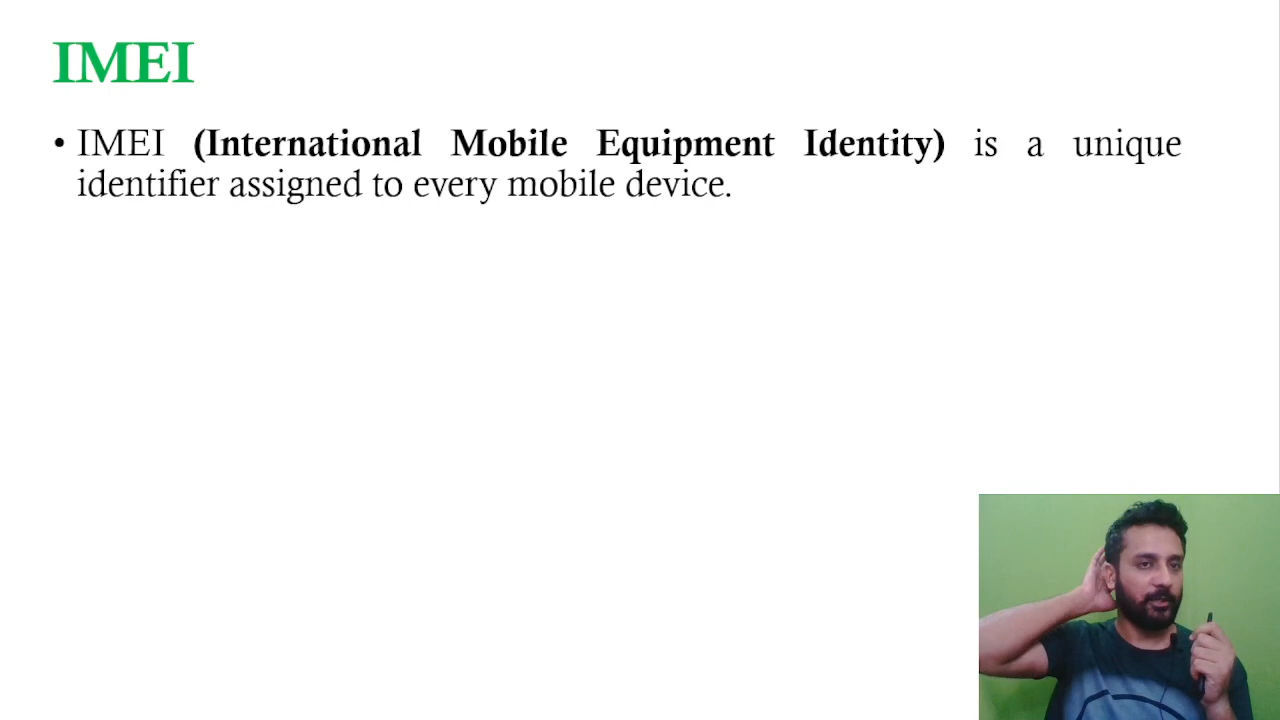 IMEI
• IMEI (International Mobile Equipment Identity) is a unique
identifier assigned to every mobile device.